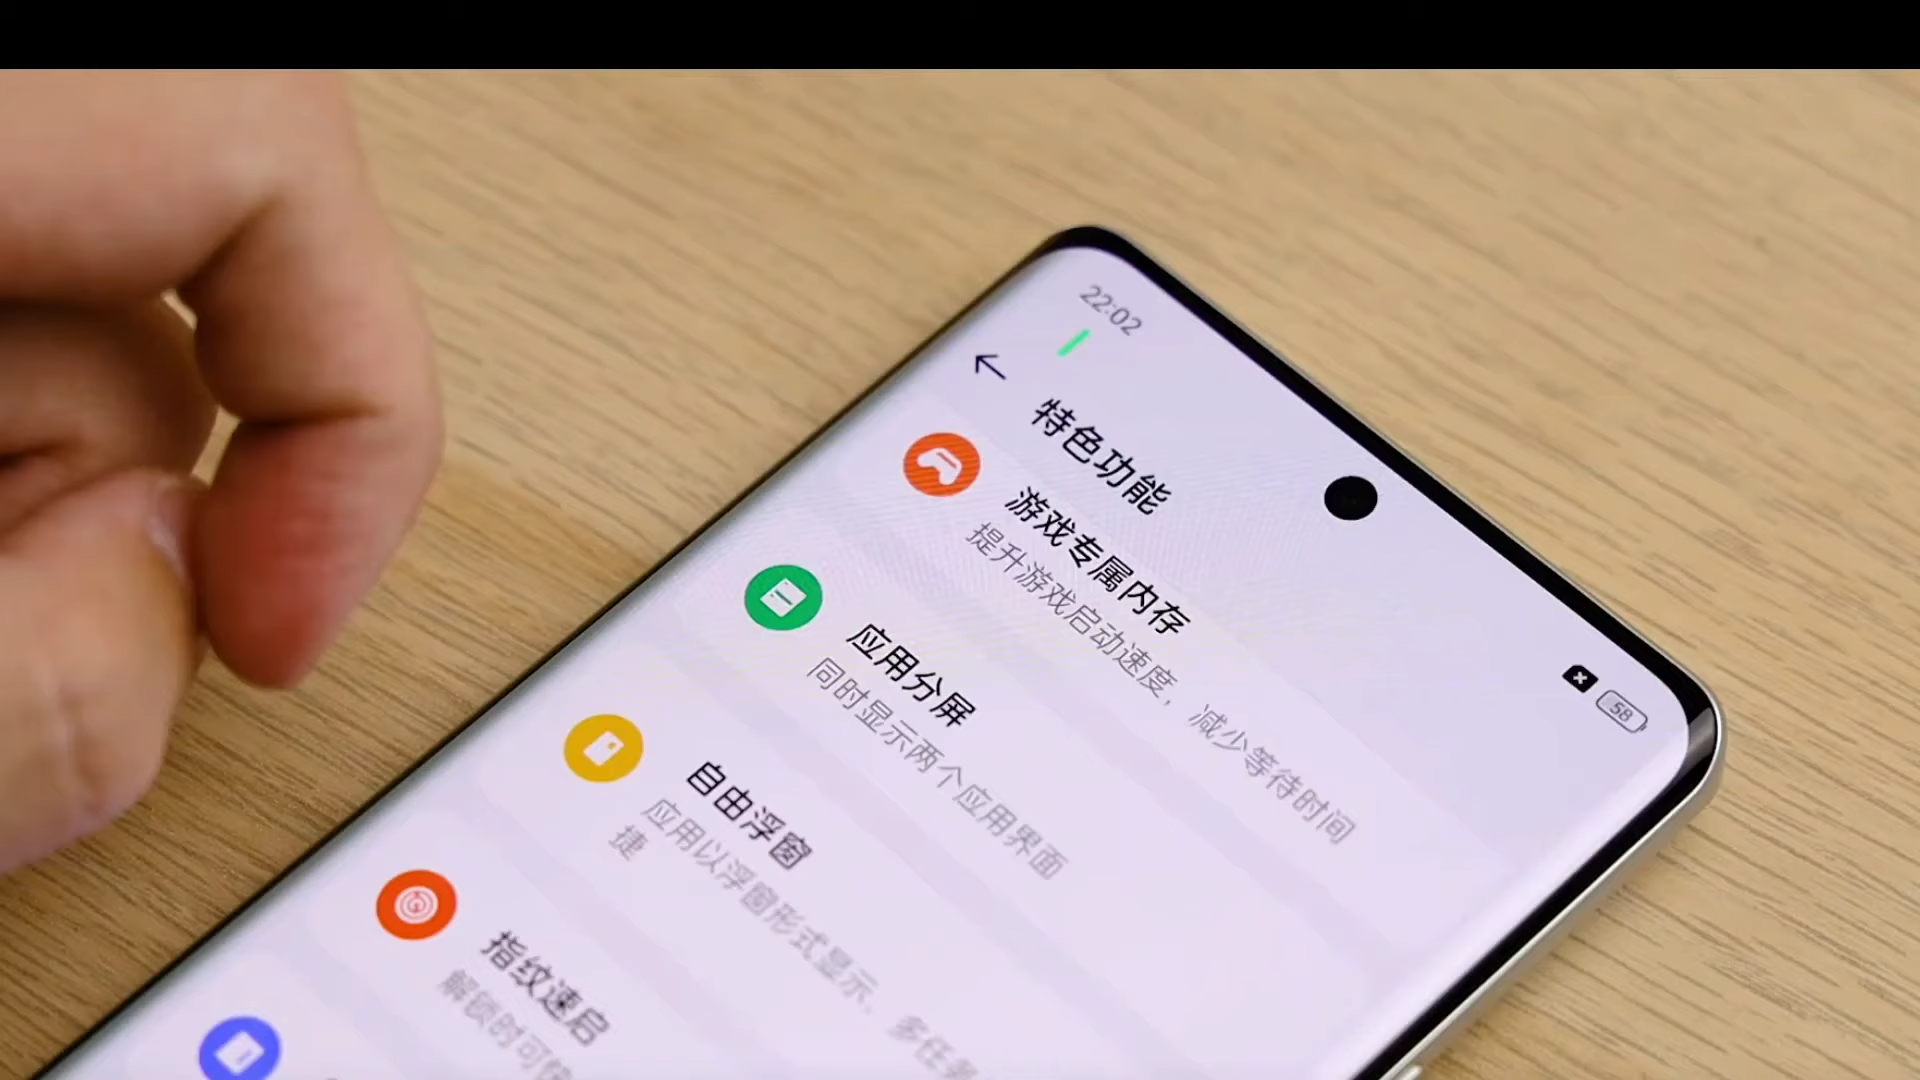 22:02
58
特色功能
游戏专属内存
提升游戏启动速度，减少等待时间
应用分屏
同时显示两个应用界面
自由浮窗
应用以浮窗形式显示，多任务
捷
指纹速启
解锁时可快